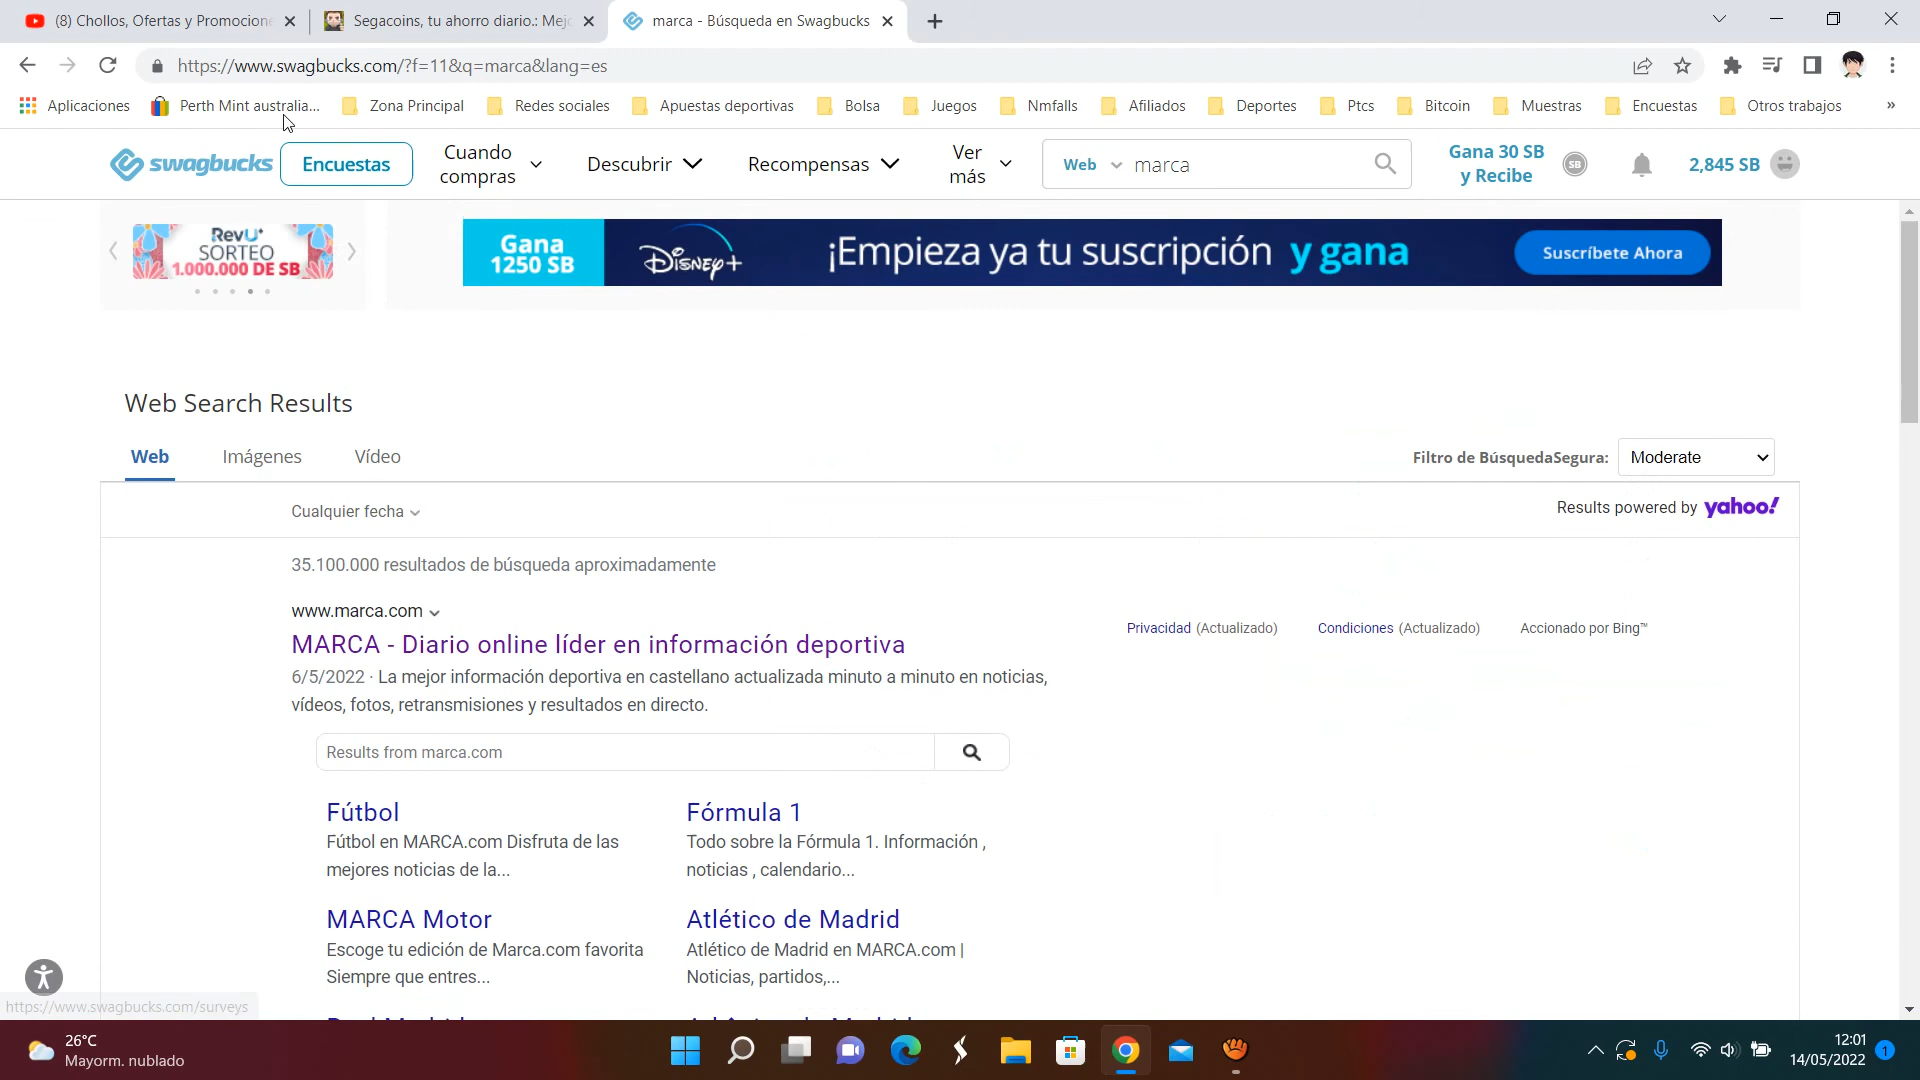 (8) Chollos, Ofertas y Promocione
Segacoins, tu ahorro diario.: Mejo
marca - Búsqueda en Swagbucks
https://www.swagbucks.com/?f=11&q=marca&lang=es
Aplicaciones
Perth Mint australia...
Zona Principal
Redes sociales
Apuestas deportivas
Bolsa
Juegos
Nmfalls
Afiliados
Deportes
Ptcs
Bitcoin
Muestras
Encuestas
Otros trabajos
»
swagbucks
Encuestas
Cuando
compras
Descubrir
Recompensas
Ver
más
Web
marca
Gana 30 SB
y Recibe
SB
2,845 SB
RevU+
SORTEO
1.000.000 DE SB
Gana
1250 SB
Disney+
¡Empieza ya tu suscripción y gana
Suscríbete Ahora
Web Search Results
Web
Imágenes
Vídeo
Filtro de BúsquedaSegura:
Moderate
Cualquier fecha
Results powered by yahoo!
35.100.000 resultados de búsqueda aproximadamente
www.marca.com
MARCA - Diario online líder en información deportiva
6/5/2022 · La mejor información deportiva en castellano actualizada minuto a minuto en noticias,
vídeos, fotos, retransmisiones y resultados en directo.
Privacidad (Actualizado)
Condiciones (Actualizado)
Accionado por Bing™
Results from marca.com
Fútbol
Fútbol en MARCA.com Disfruta de las
mejores noticias de la...
Fórmula 1
Todo sobre la Fórmula 1. Información ,
noticias , calendario...
MARCA Motor
Escoge tu edición de Marca.com favorita
Siempre que entres...
Atlético de Madrid
Atlético de Madrid en MARCA.com |
Noticias, partidos,...
https://www.swagbucks.com/surveys
26°C
Mayorm. nublado
12:01
14/05/2022
1